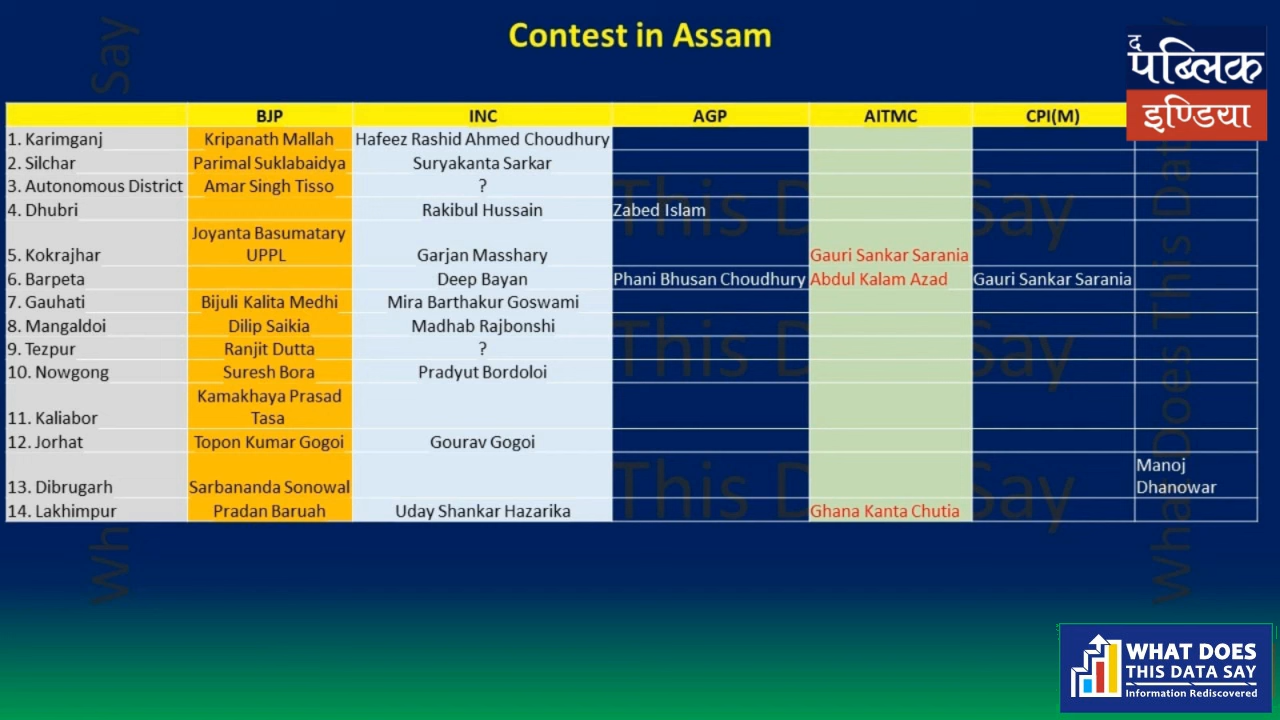 Contest in Assam
द
पब्लिक
इण्डिया
BJP INC AGP AITMC CPI(M)
1. Karimganj Kripanath Mallah Hafeez Rashid Ahmed Choudhury
2. Silchar Parimal Suklabaidya Suryakanta Sarkar
3. Autonomous District Amar Singh Tisso ?
4. Dhubri Rakibul Hussain Zabed Islam
Joyanta Basumatary
5. Kokrajhar UPPL Garjan Masshary Gauri Sankar Sarania
6. Barpeta Deep Bayan Phani Bhusan Choudhury Abdul Kalam Azad Gauri Sankar Sarania
7. Gauhati Bijuli Kalita Medhi Mira Barthakur Goswami
8. Mangaldoi Dilip Saikia Madhab Rajbonshi
9. Tezpur Ranjit Dutta ?
10. Nowgong Suresh Bora Pradyut Bordoloi
Kamakhaya Prasad
11. Kaliabor Tasa
12. Jorhat Topon Kumar Gogoi Gourav Gogoi
Manoj
13. Dibrugarh Sarbananda Sonowal Dhanowar
14. Lakhimpur Pradan Baruah Uday Shankar Hazarika Ghana Kanta Chutia
WHAT DOES
THIS DATA SAY
Information Rediscovered